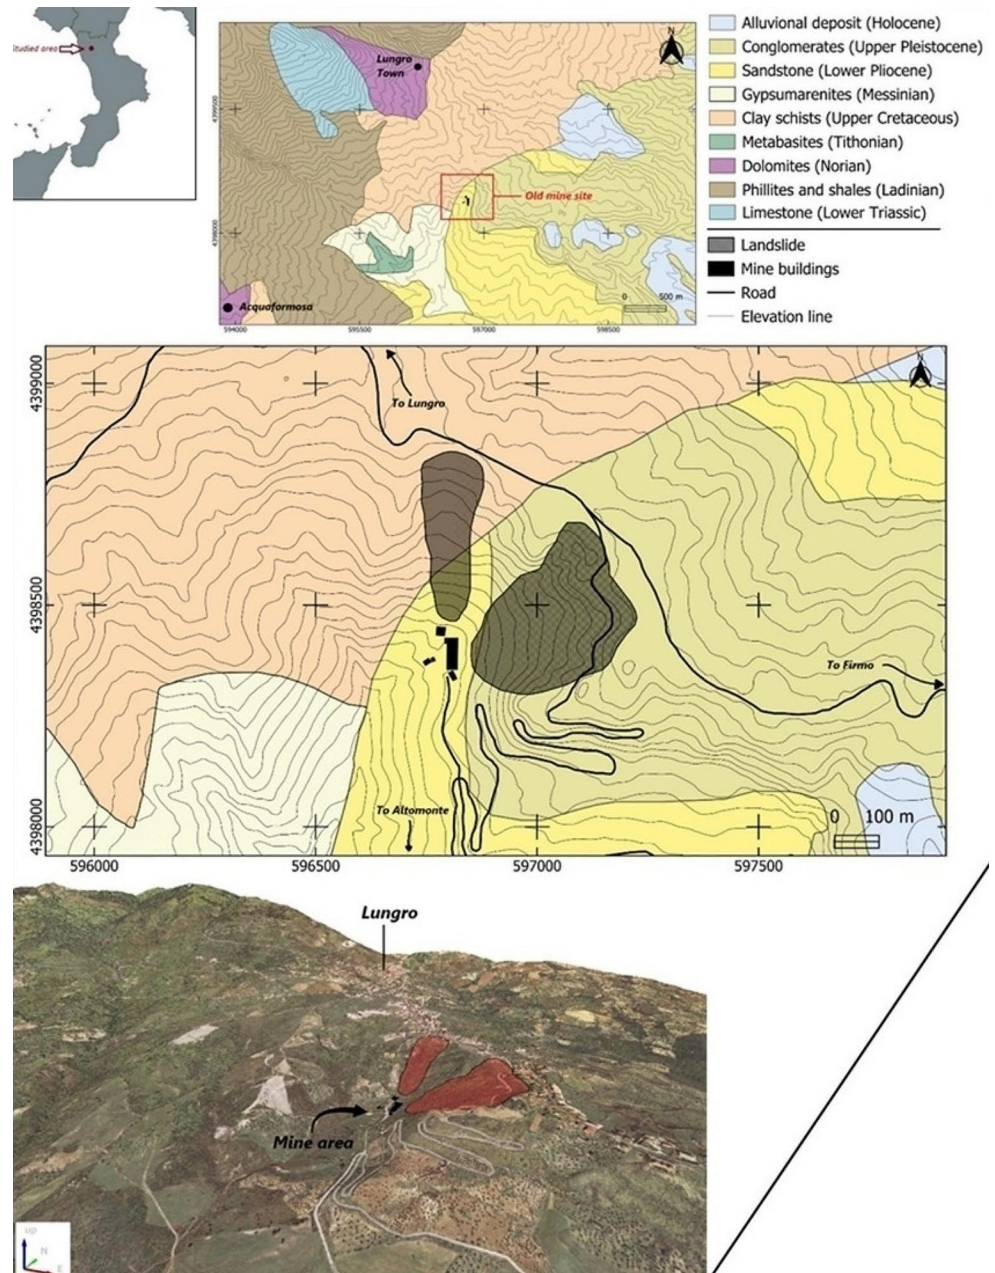 Studied area
594000
595500
597000
598500
4399500
4398000
Lungro
Town
Old mine site
Acquaformosa
N
0 500 m
Alluvional deposit (Holocene)
Conglomerates (Upper Pleistocene)
Sandstone (Lower Pliocene)
Gypsumarenites (Messinian)
Clay schists (Upper Cretaceous)
Metabasites (Tithonian)
Dolomites (Norian)
Phillites and shales (Ladinian)
Limestone (Lower Triassic)
Landslide
Mine buildings
Road
Elevation line
4399000
4398500
4398000
N
To Lungro
To Firmo
To Altomonte
0 100 m
596000
596500
597000
597500
Lungro
Mine area
up
N
E